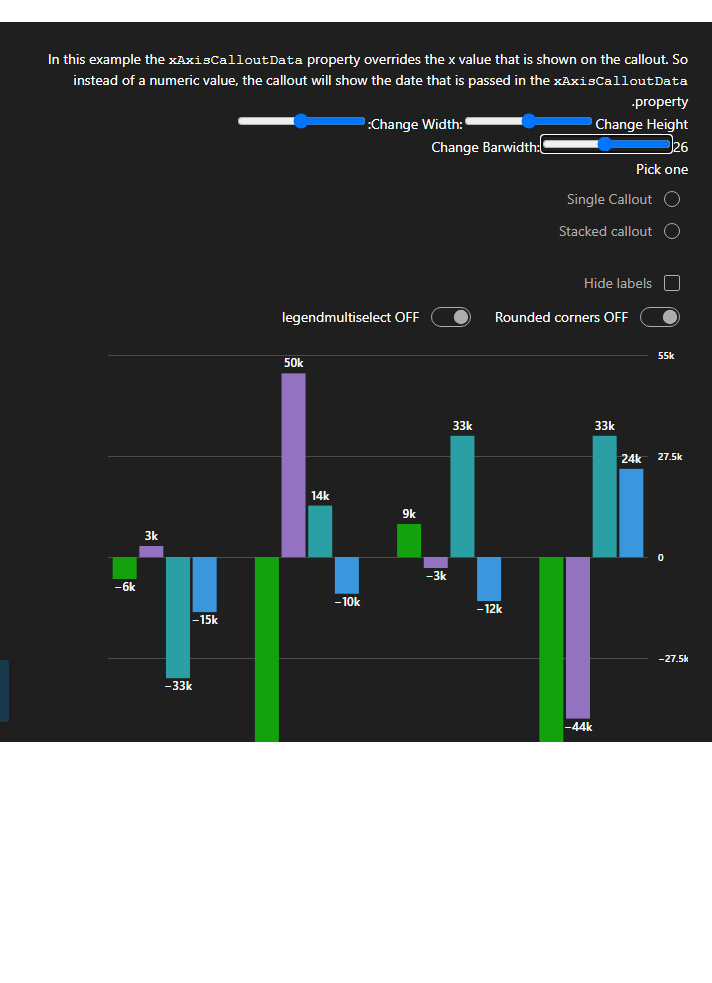 In this example the xAxisCalloutData property overrides the x value that is shown on the callout. So
instead of a numeric value, the callout will show the date that is passed in the xAxisCalloutData
.property
:Change Width: Change Height
Change Barwidth: 26
Pick one
Single Callout
Stacked callout
Hide labels
legendmultiselect OFF Rounded corners OFF
55k
50k
33k 33k
27.5k
24k
14k
9k
3k
0
−3k
−6k
−10k
−12k
−15k
−27.5k
−33k
−44k